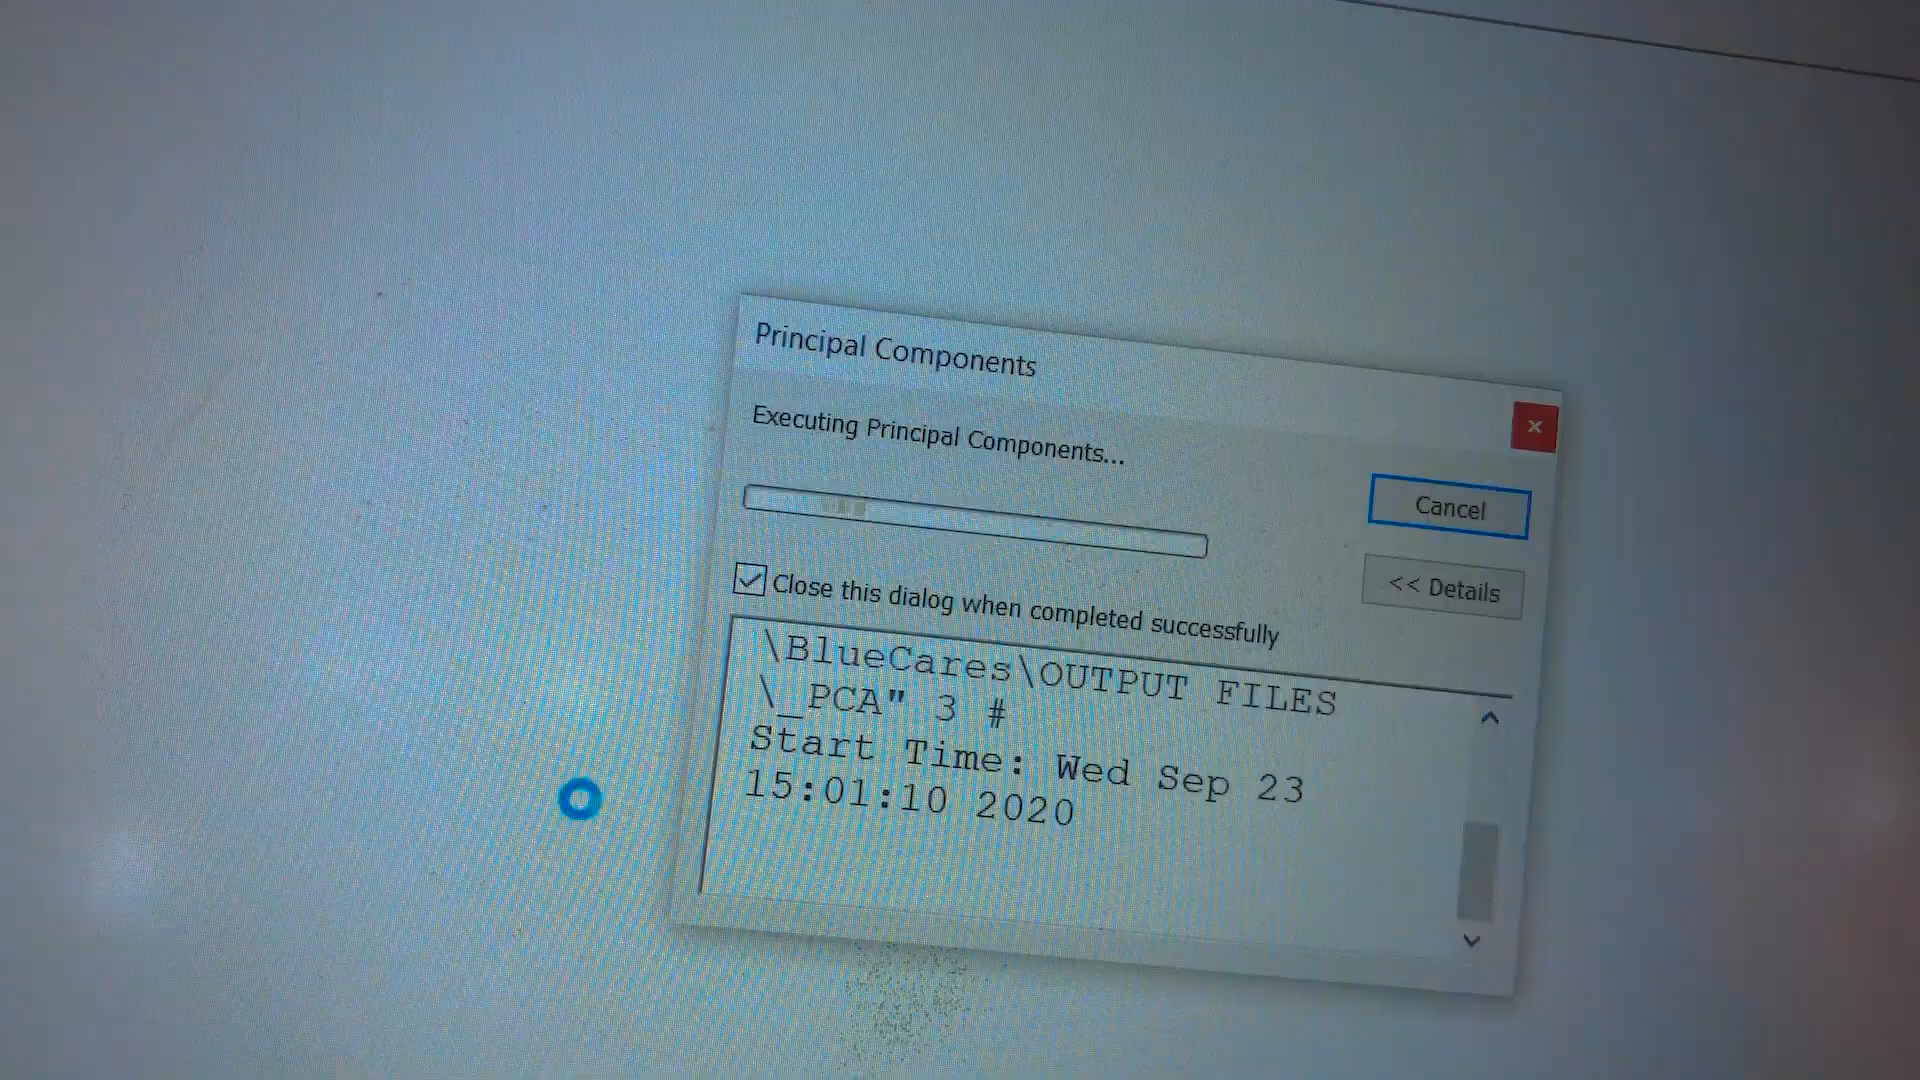 Principal Components
Executing Principal Components...
Cancel
<< Details
Close this dialog when completed successfully
\BlueCares\OUTPUT FILES
\_PCA" 3 #
Start Time: Wed Sep 23
15:01:10 2020